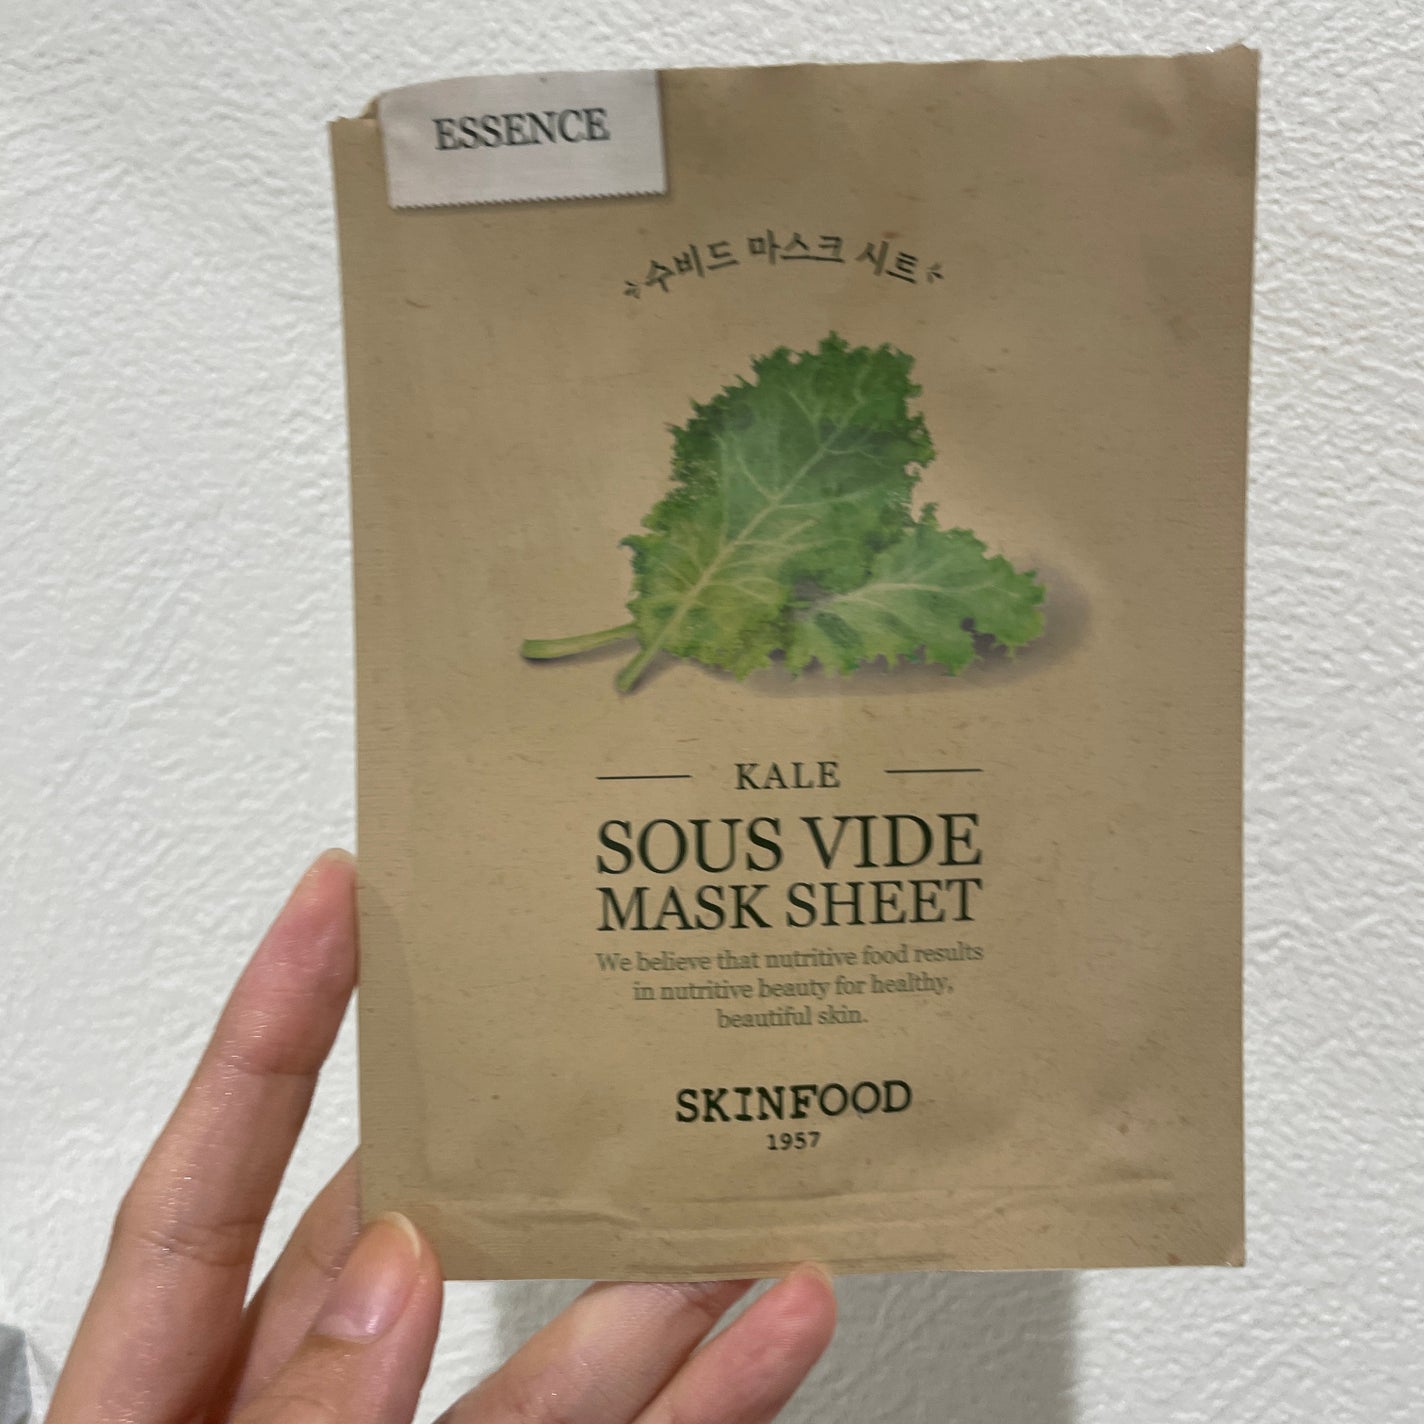 ESSENCE
수비드 마스크 시트
KALE
SOUS VIDE
MASK SHEET
We believe that nutritive food results
in nutritive beauty for healthy,
beautiful skin.
SKINFOOD
1957